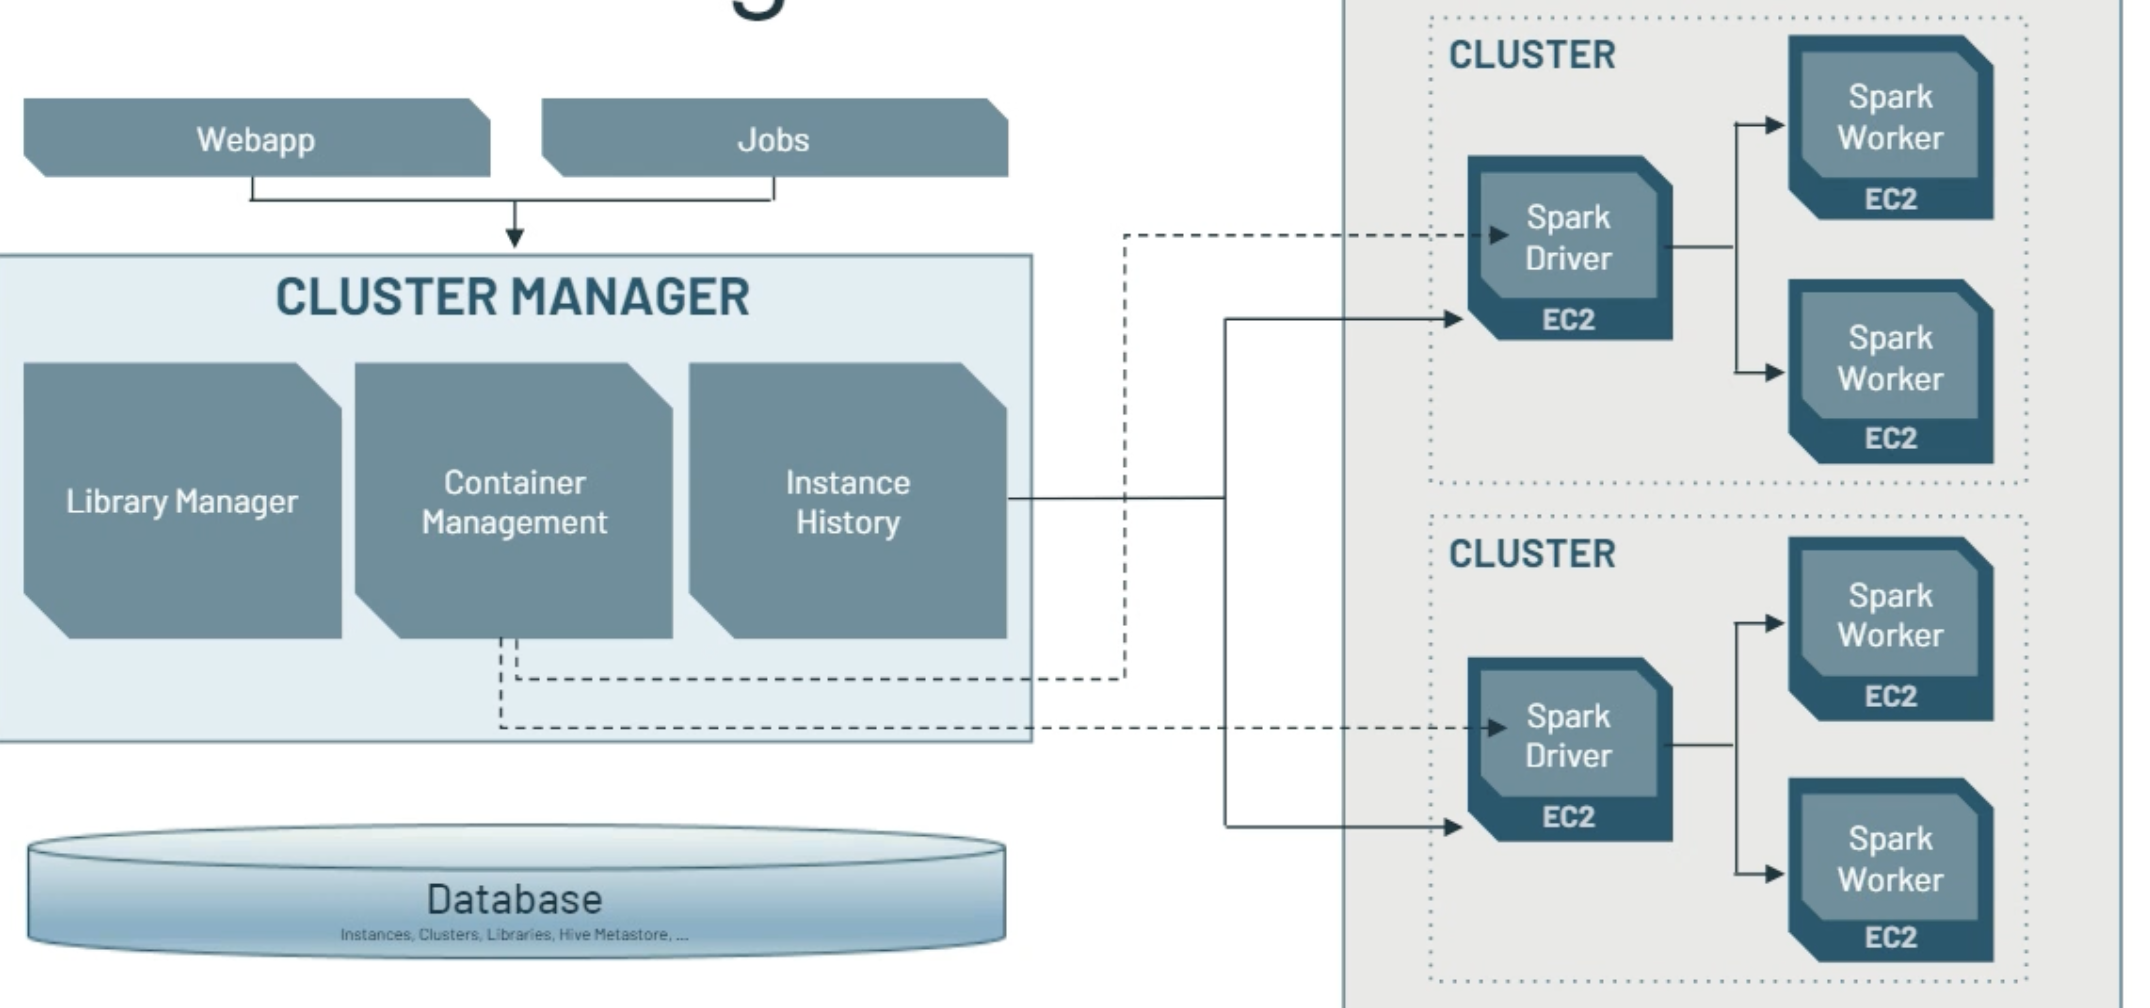 Webapp
Jobs
CLUSTER MANAGER
Library Manager
Container
Management
Instance
History
Database
Instances, Clusters, Libraries, Hive Metastore, ...
CLUSTER
Spark
Driver
EC2
Spark
Worker
EC2
Spark
Worker
EC2
CLUSTER
Spark
Driver
EC2
Spark
Worker
EC2
Spark
Worker
EC2